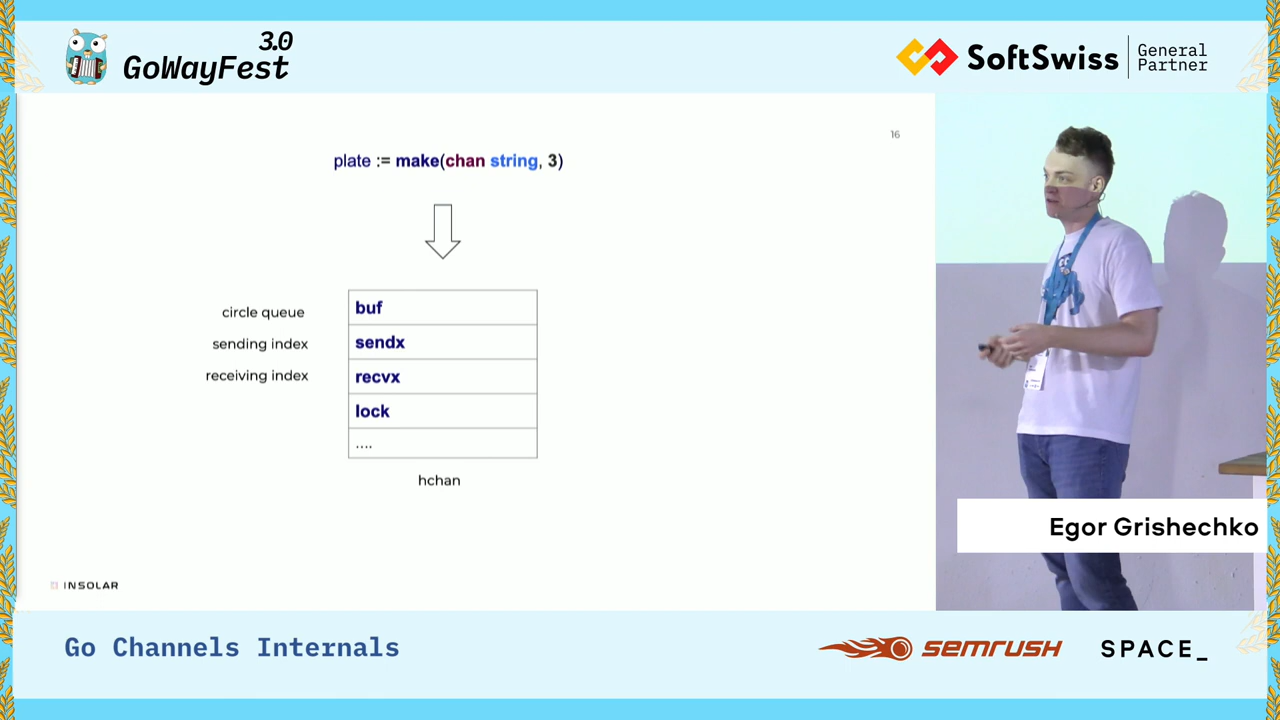 3.0
GoWayFest
SoftSwiss
General
Partner
16
plate := make(chan string, 3)
circle queue
buf
sending index
sendx
receiving index
recvx
lock
....
hchan
Egor Grishechko
INSOLAR
Go Channels Internals
semrush
SPACE_